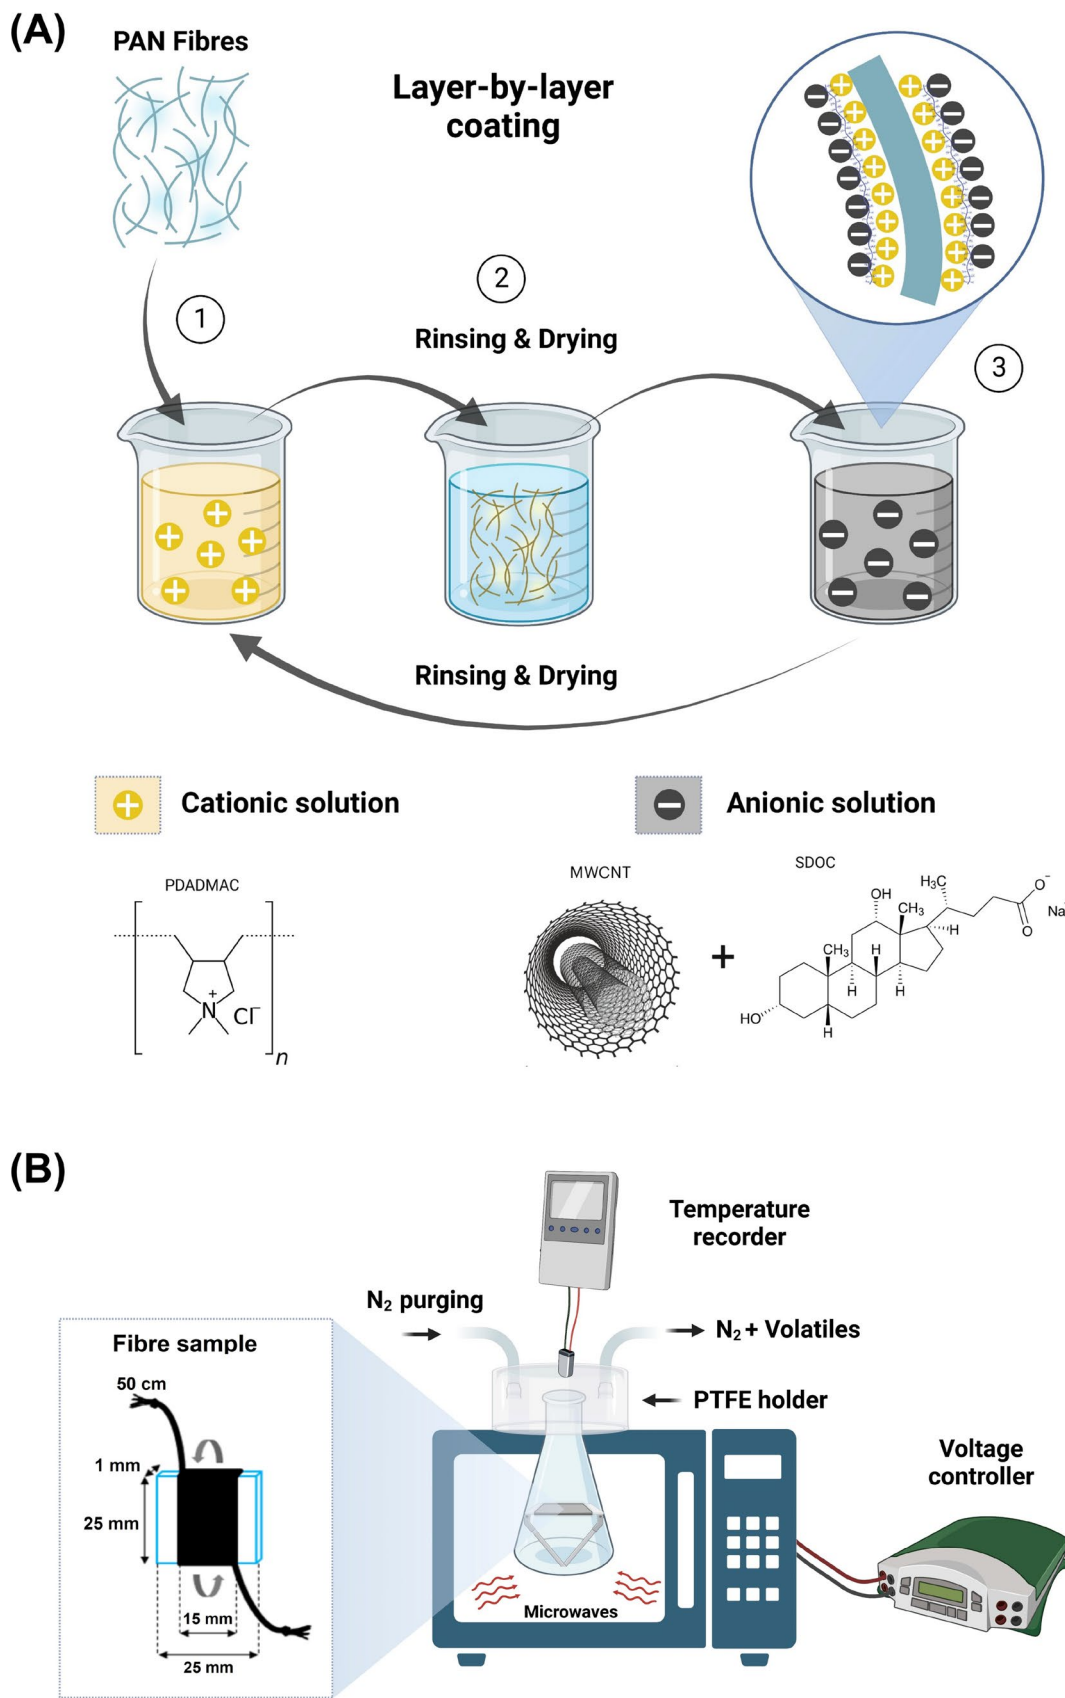 (A)
PAN Fibres
Layer-by-layer
coating
1
2
Rinsing & Drying
3
Rinsing & Drying
Cationic solution
Anionic solution
PDADMAC
N
+
Cl⁻
n
MWCNT
+
SDOC
H₃C
OH
CH₃
O⁻
Na
O
H
CH₃
H
H
H
HO
H
(B)
Temperature
recorder
N₂ purging
N₂ + Volatiles
PTFE holder
Fibre sample
50 cm
1 mm
25 mm
15 mm
25 mm
Microwaves
Voltage
controller